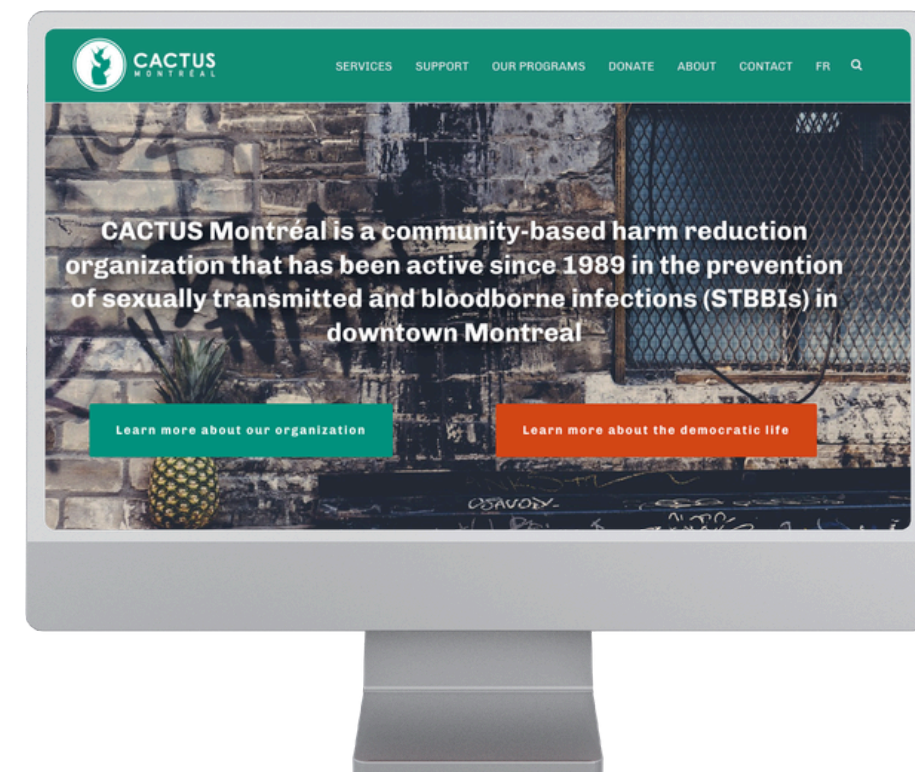 CACTUS
MONTRÉAL
SERVICES SUPPORT OUR PROGRAMS DONATE ABOUT CONTACT FR
CACTUS Montréal is a community-based harm reduction
organization that has been active since 1989 in the prevention
of sexually transmitted and bloodborne infections (STBBIs) in
downtown Montreal
Learn more about our organization
Learn more about the democratic life